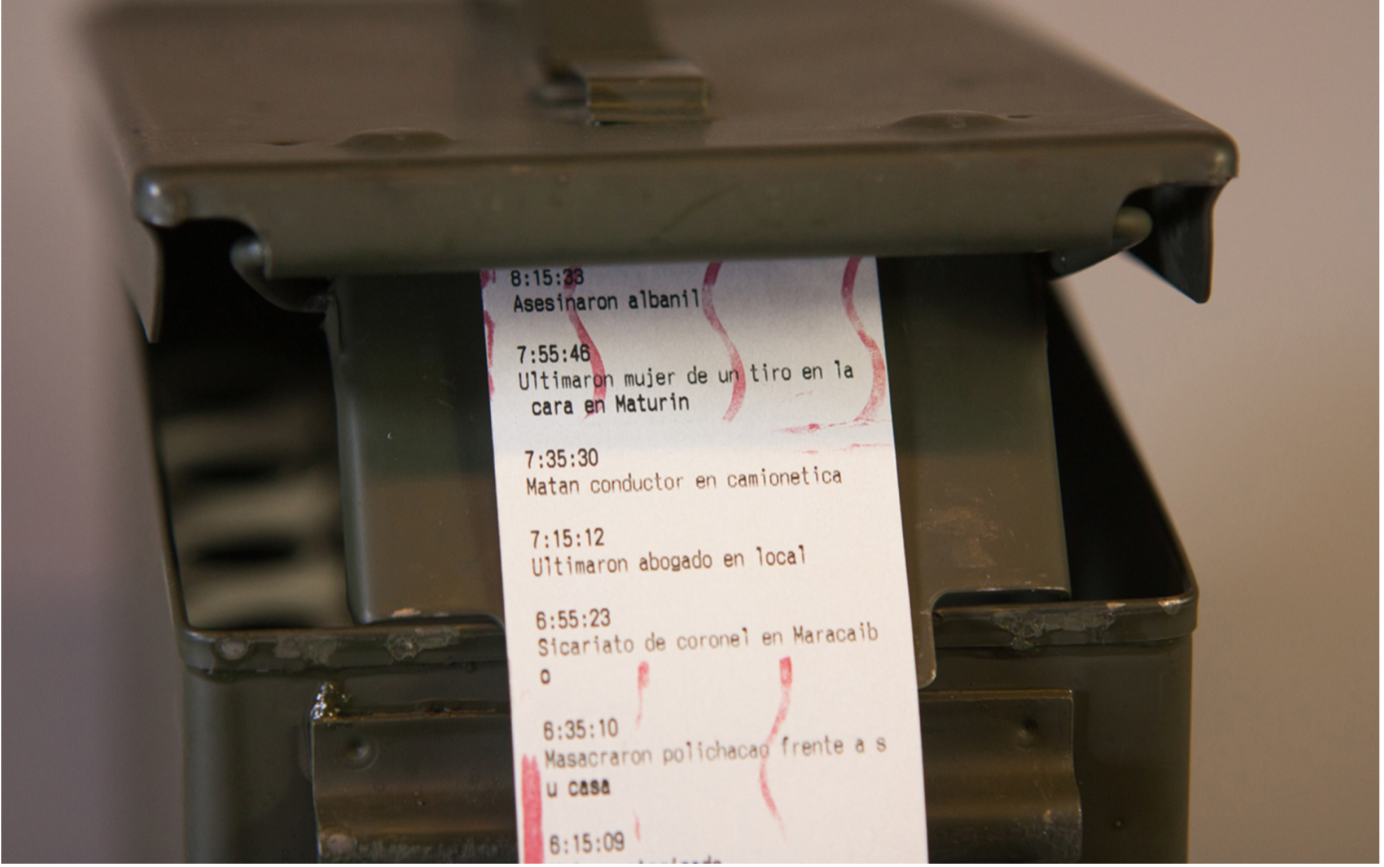 8:15:33
Asesinaron albanil
7:55:46
Ultimaron mujer de un tiro en la
cara en Maturin
7:35:30
Matan conductor en camionetica
7:15:12
Ultimaron abogado en local
6:55:23
Sicariato de coronel en Maracaib
o
6:35:10
Masacraron polichacao frente a s
u casa
6:15:09